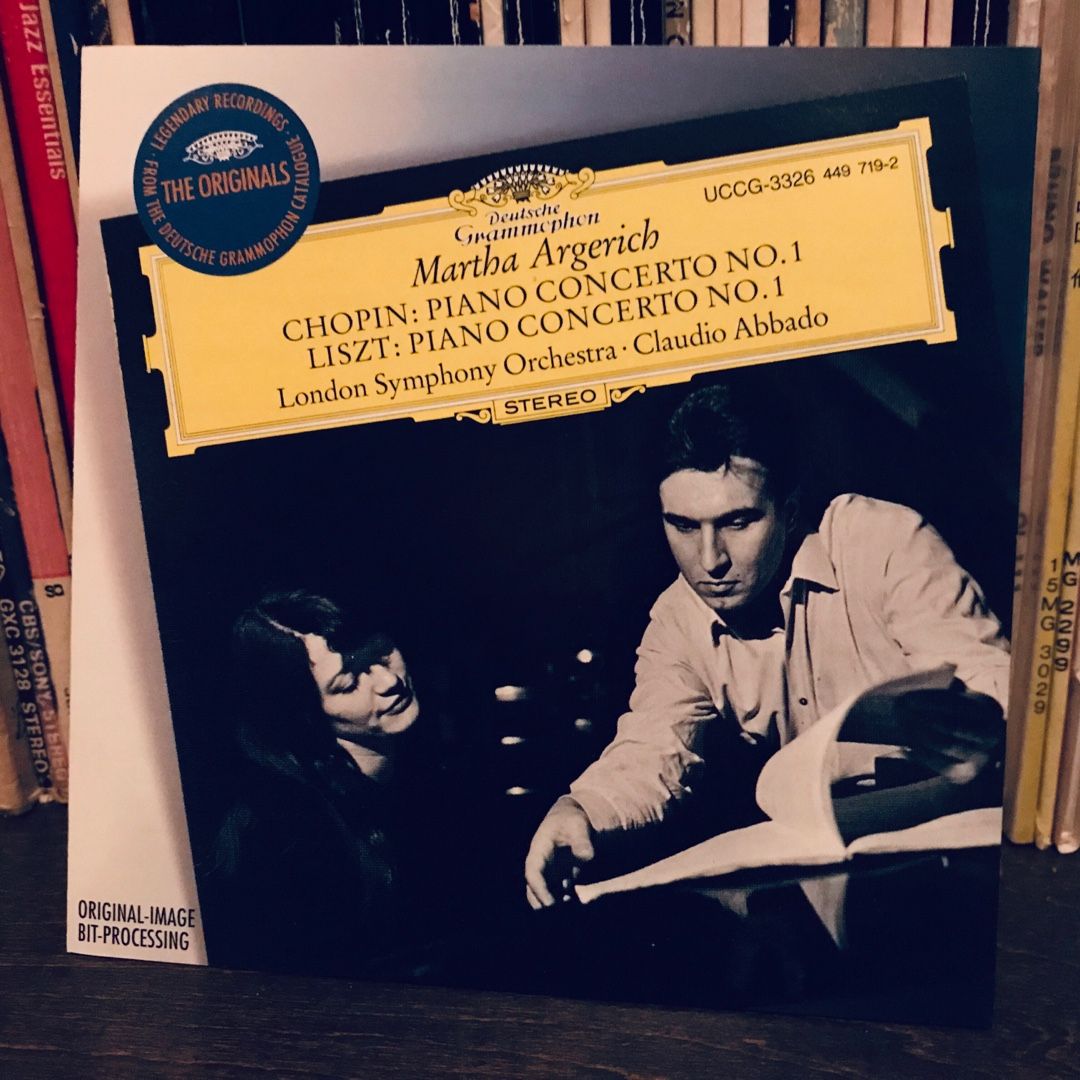 Jazz Essentials
LEGENDARY RECORDINGS
THE ORIGINALS
FROM THE DEUTSCHE GRAMMOPHON CATALOGUE
UCCG-3326 449 719-2
Deutsche
Grammophon
Martha Argerich
CHOPIN: PIANO CONCERTO NO. 1
LISZT: PIANO CONCERTO NO. 1
London Symphony Orchestra · Claudio Abbado
STEREO
ORIGINAL-IMAGE
BIT-PROCESSING
CBS/SONY
GXC 3128 STEREO
15MG 3029
MG 2299